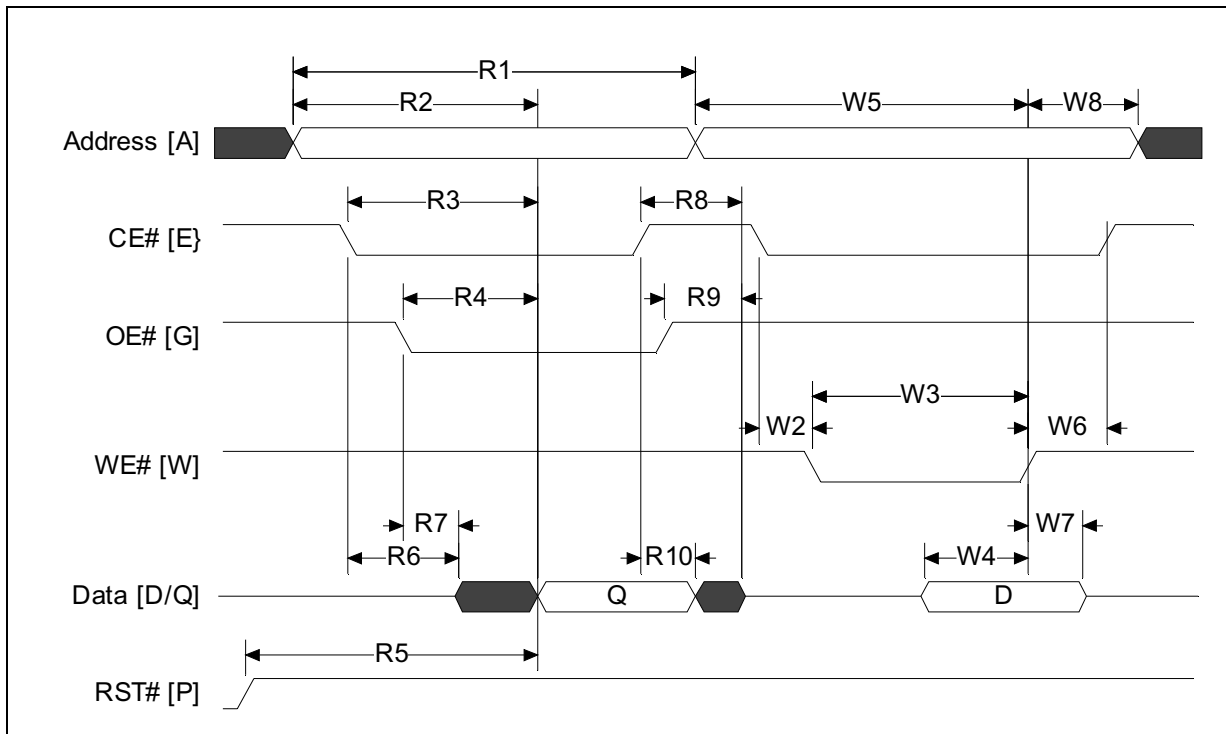 R1
R2 W5 W8
Address [A]
R3 R8
CE# [E}
R4 R9
OE# [G]
W3
W2 W6
WE# [W]
R7 W7
R6 R10 W4
Data [D/Q] Q D
R5
RST# [P]